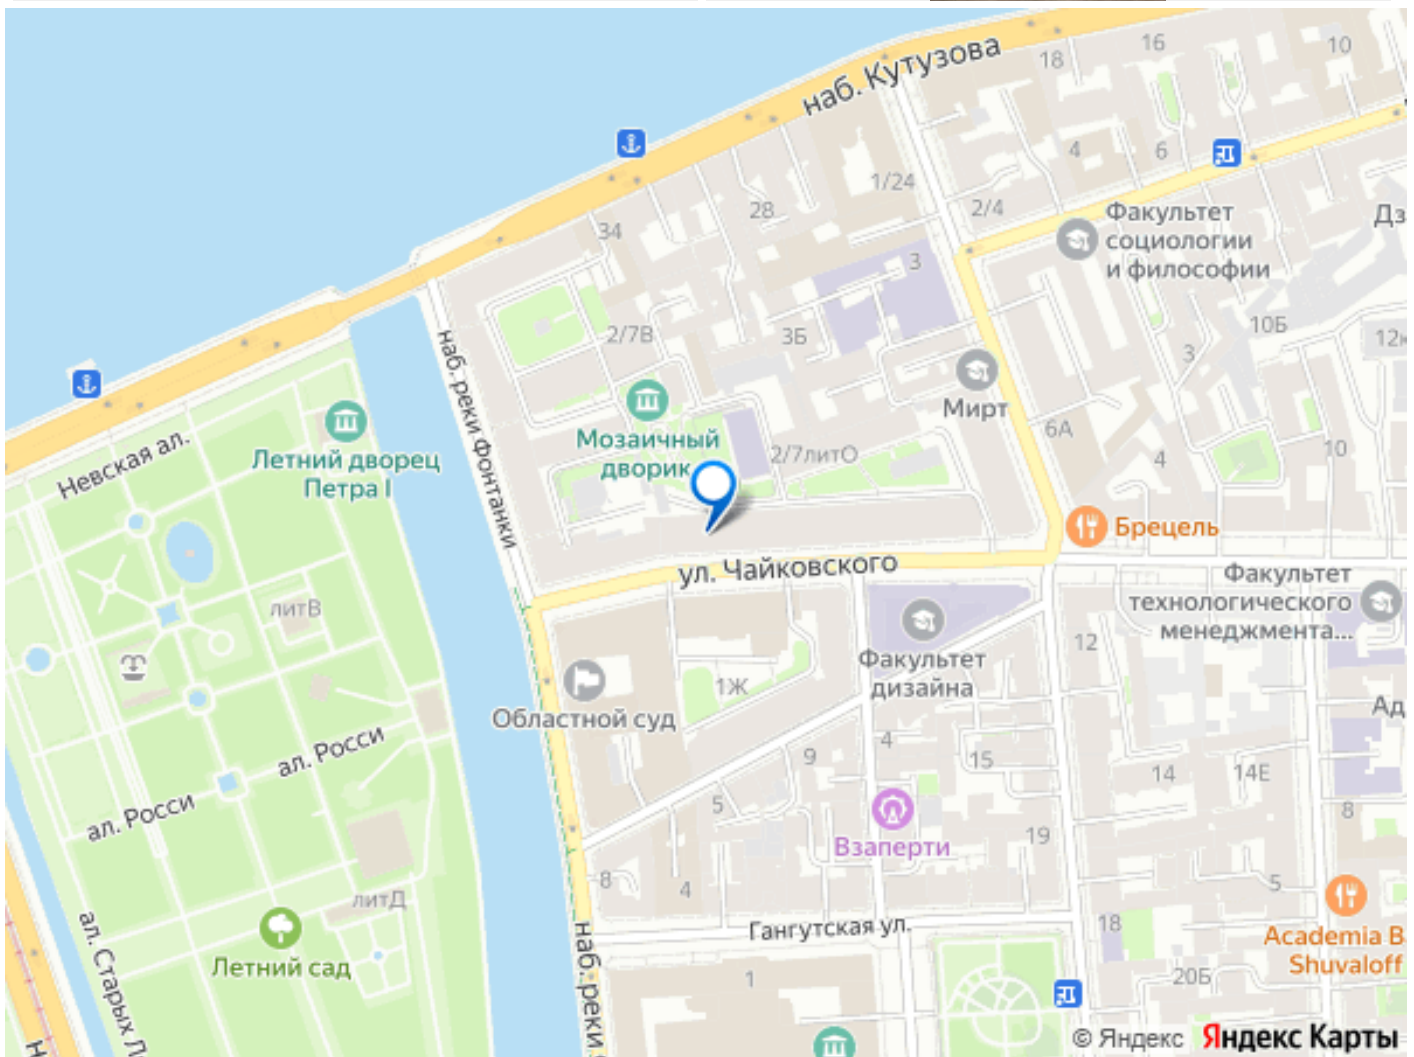 наб. Кутузова
18
16
10
1/24
4
6
2/4
28
34
Факультет
социологии
и философии
Дз
3
наб. реки Фонтанки
2/7В
3Б
10Б
12к
3
Невская ал.
Летний дворец
Петра I
Мозаичный
дворик
2/7литО
Мирт
6А
4
10
Брецель
ул. Чайковского
Факультет
технологического
менеджмента...
литВ
Факультет
дизайна
12
1Ж
Областной суд
Ад
ал. Росси
ал. Росси
9
4
15
14
14Е
5
8
Взаперти
19
8
4
5
литД
Летний сад
ал. Старых Л
наб. реки
Гангутская ул.
18
Academia B
Shuvaloff
1
20Б
Н
© Яндекс Яндекс Карты